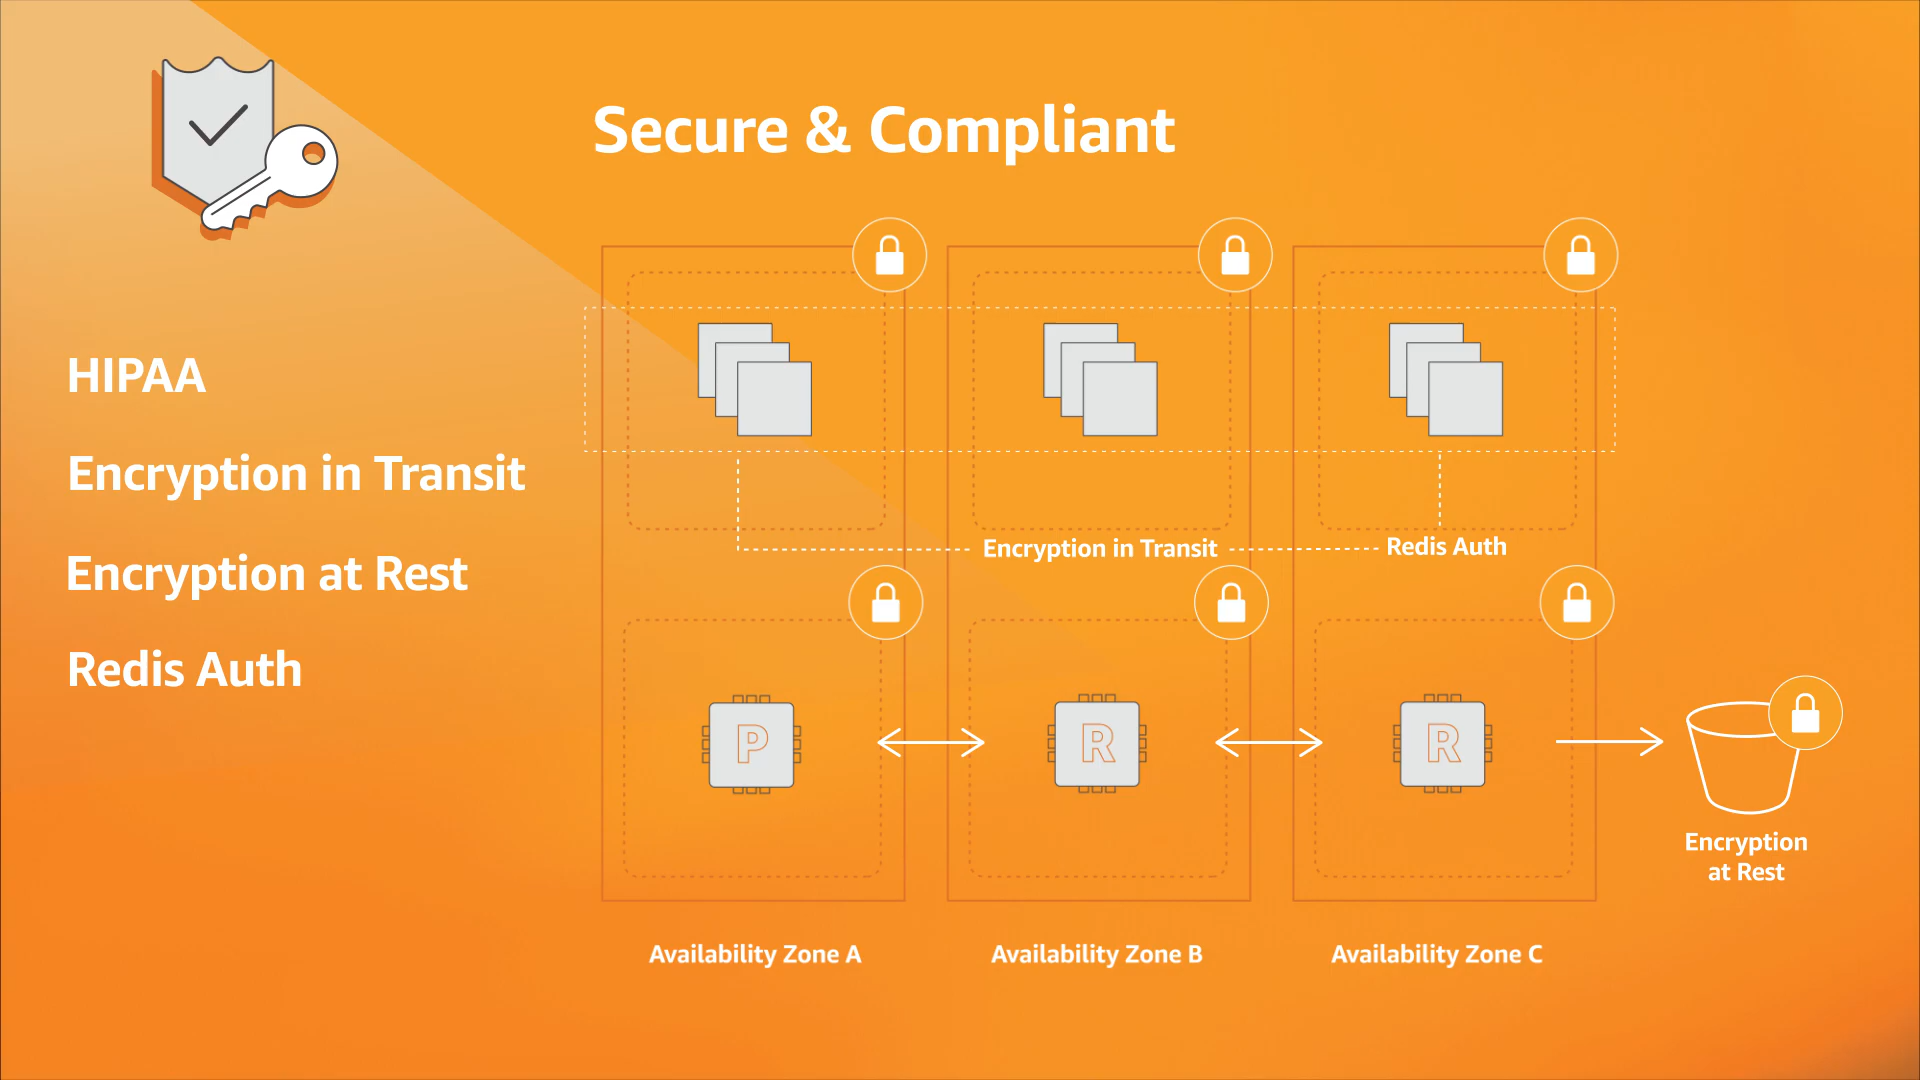 Secure & Compliant
HIPAA
Encryption in Transit
Encryption at Rest
Redis Auth
Encryption in Transit
Redis Auth
P
R
R
Encryption
at Rest
Availability Zone A
Availability Zone B
Availability Zone C